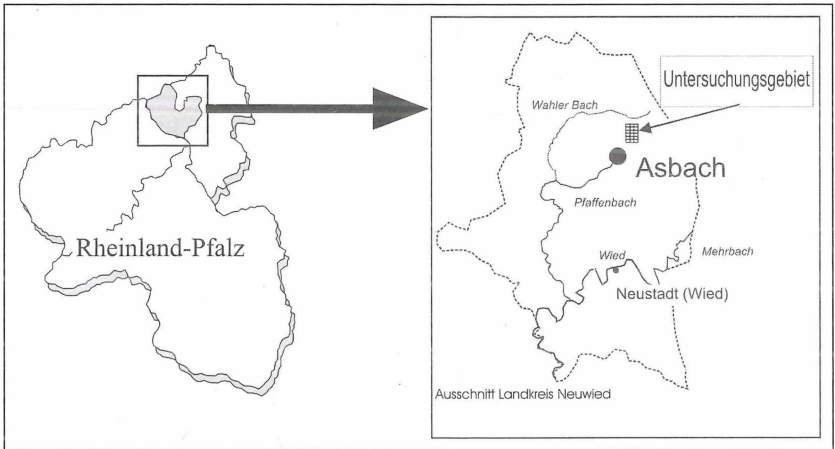 Rheinland-Pfalz
Untersuchungsgebiet
Wahler Bach
Asbach
Pfaffenbach
Wied
Mehrbach
Neustadt (Wied)
Ausschnitt Landkreis Neuwied